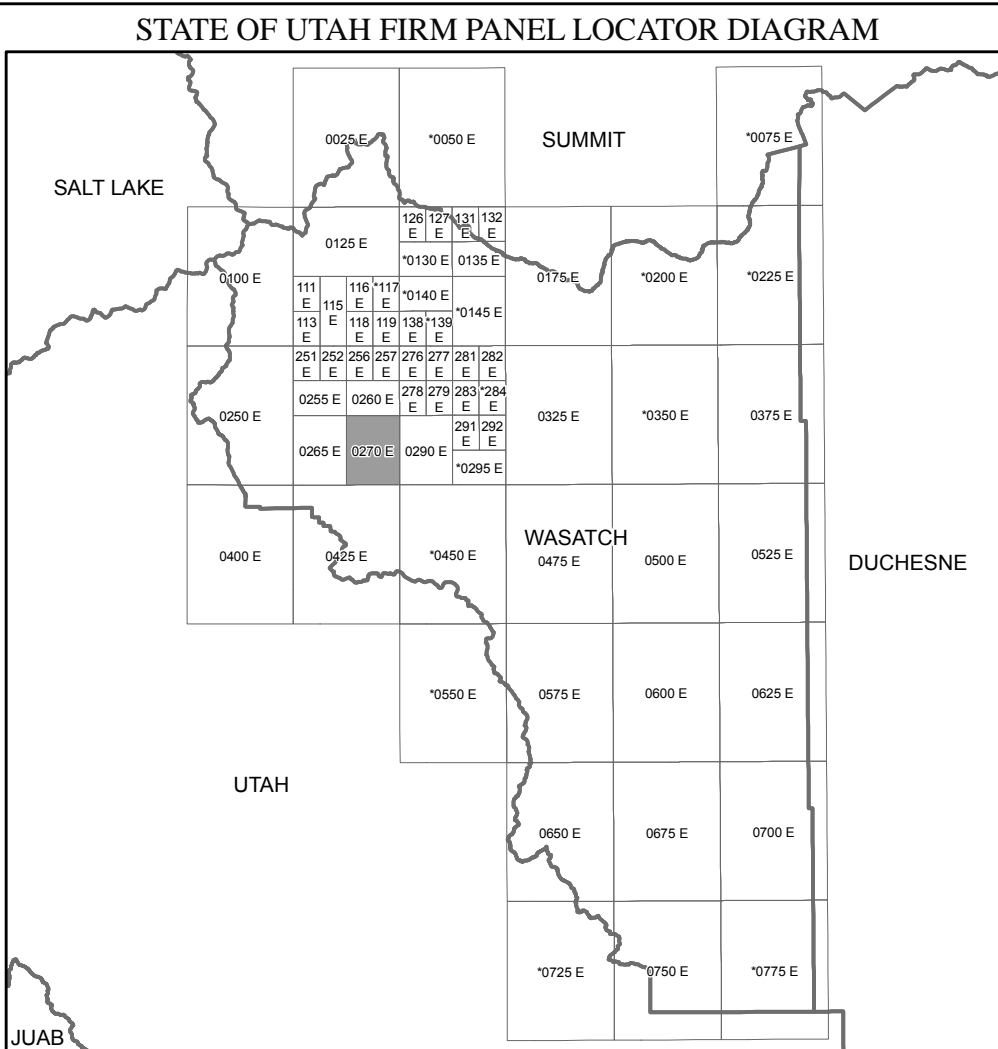 STATE OF UTAH FIRM PANEL LOCATOR DIAGRAM
0025 E
*0050 E
SUMMIT
*0075 E
SALT LAKE
126
E
127
E
131
E
132
E
0125 E
*0130 E
0135 E
0100 E
0175 E
*0200 E
*0225 E
111
E
115
E
116
E
*117
E
*0140 E
*0145 E
113
E
118
E
119
E
138
E
*139
E
251
E
252
E
256
E
257
E
276
E
277
E
281
E
282
E
0255 E
0260 E
278
E
279
E
283
E
*284
E
0250 E
0325 E
*0350 E
0375 E
0265 E
0270 E
0290 E
291
E
292
E
*0295 E
WASATCH
0400 E
0425 E
*0450 E
0475 E
0500 E
0525 E
DUCHESNE
*0550 E
0575 E
0600 E
0625 E
UTAH
0650 E
0675 E
0700 E
*0725 E
0750 E
*0775 E
JUAB